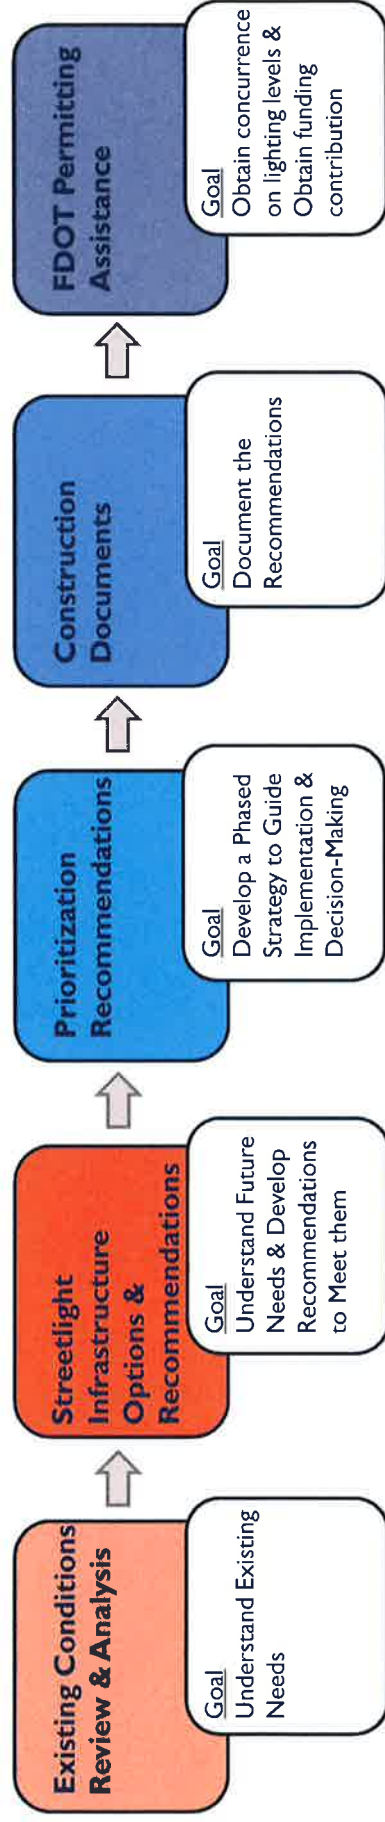 Existing Conditions
Review & Analysis
Goal
Understand Existing
Needs
Streetlight
Infrastructure
Options &
Recommendations
Goal
Understand Future
Needs & Develop
Recommendations
to Meet them
Prioritization
Recommendations
Goal
Develop a Phased
Strategy to Guide
Implementation &
Decision-Making
Construction
Documents
Goal
Document the
Recommendations
FDOT Permitting
Assistance
Goal
Obtain concurrence
on lighting levels &
Obtain funding
contribution